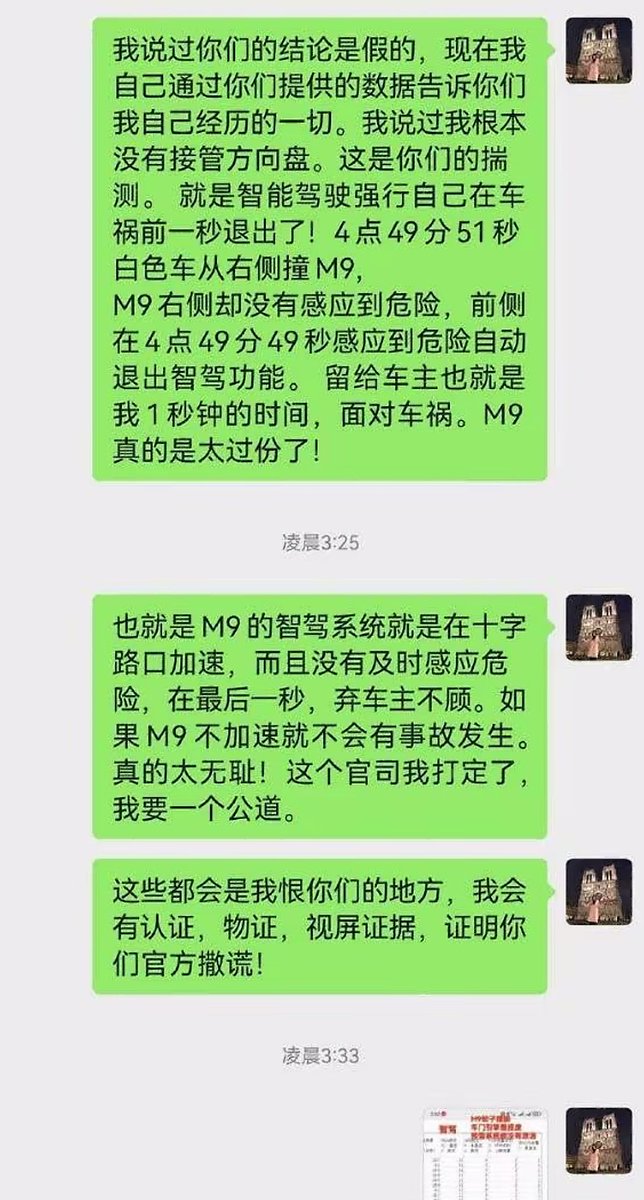 我说过你们的结论是假的，现在我
自己通过你们提供的数据告诉你们
我自己经历的一切。我说过我根本
没有接管方向盘。这是你们的揣
测。 就是智能驾驶强行自己在车
祸前一秒退出了！4点49分51秒
白色车从右侧撞M9，
M9右侧却没有感应到危险，前侧
在4点49分49秒感应到危险自动
退出智驾功能。 留给车主也就是
我1秒钟的时间，面对车祸。M9
真的是太过份了！
凌晨3:25
也就是M9的智驾系统就是在十字
路口加速，而且没有及时感应危
险，在最后一秒，弃车主不顾。如
果M9不加速就不会有事故发生。
真的太无耻！这个官司我打定了，
我要一个公道。
这些都会是我恨你们的地方，我会
有认证，物证，视屏证据，证明你
们官方撒谎！
凌晨3:33